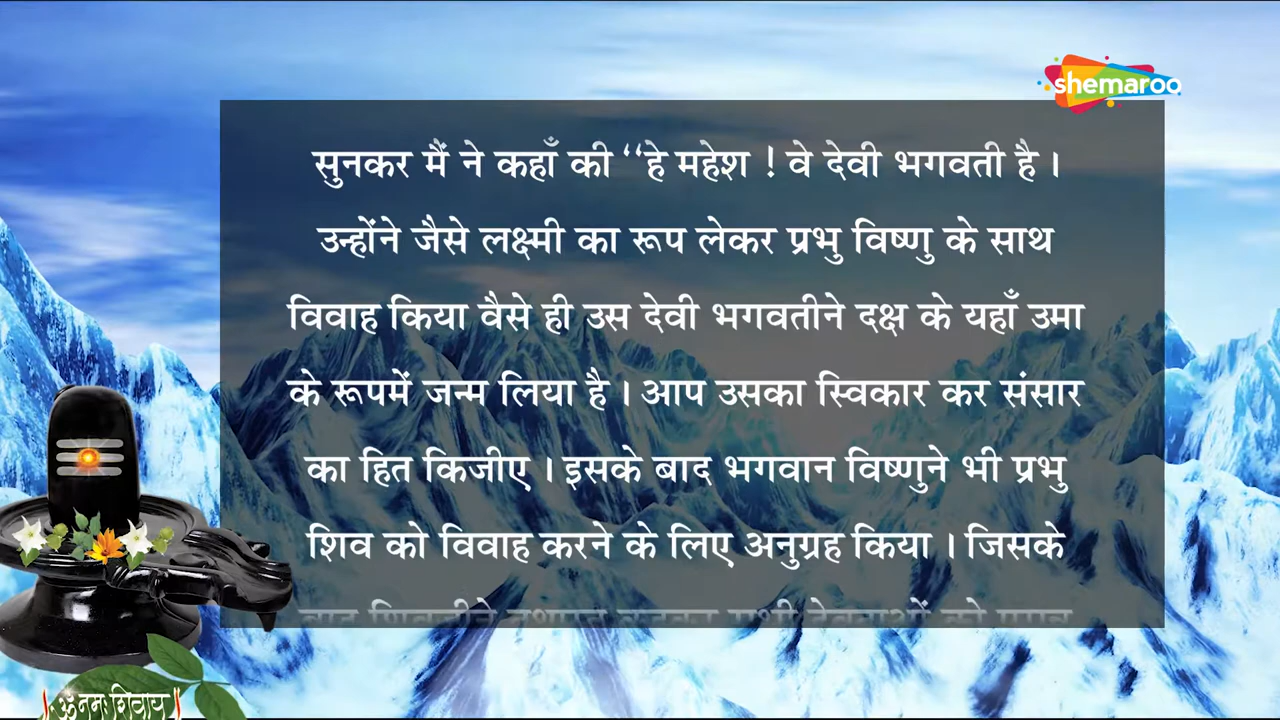 shemaroo
सुनकर मैं ने कहाँ की “हे महेश ! वे देवी भगवती है ।
उन्होंने जैसे लक्ष्मी का रूप लेकर प्रभु विष्णु के साथ
विवाह किया वैसे ही उस देवी भगवतीने दक्ष के यहाँ उमा
के रूपमें जन्म लिया है । आप उसका स्विकार कर संसार
का हित किजीए । इसके बाद भगवान विष्णुने भी प्रभु
शिव को विवाह करने के लिए अनुग्रह किया । जिसके
ॐ नमः शिवाय